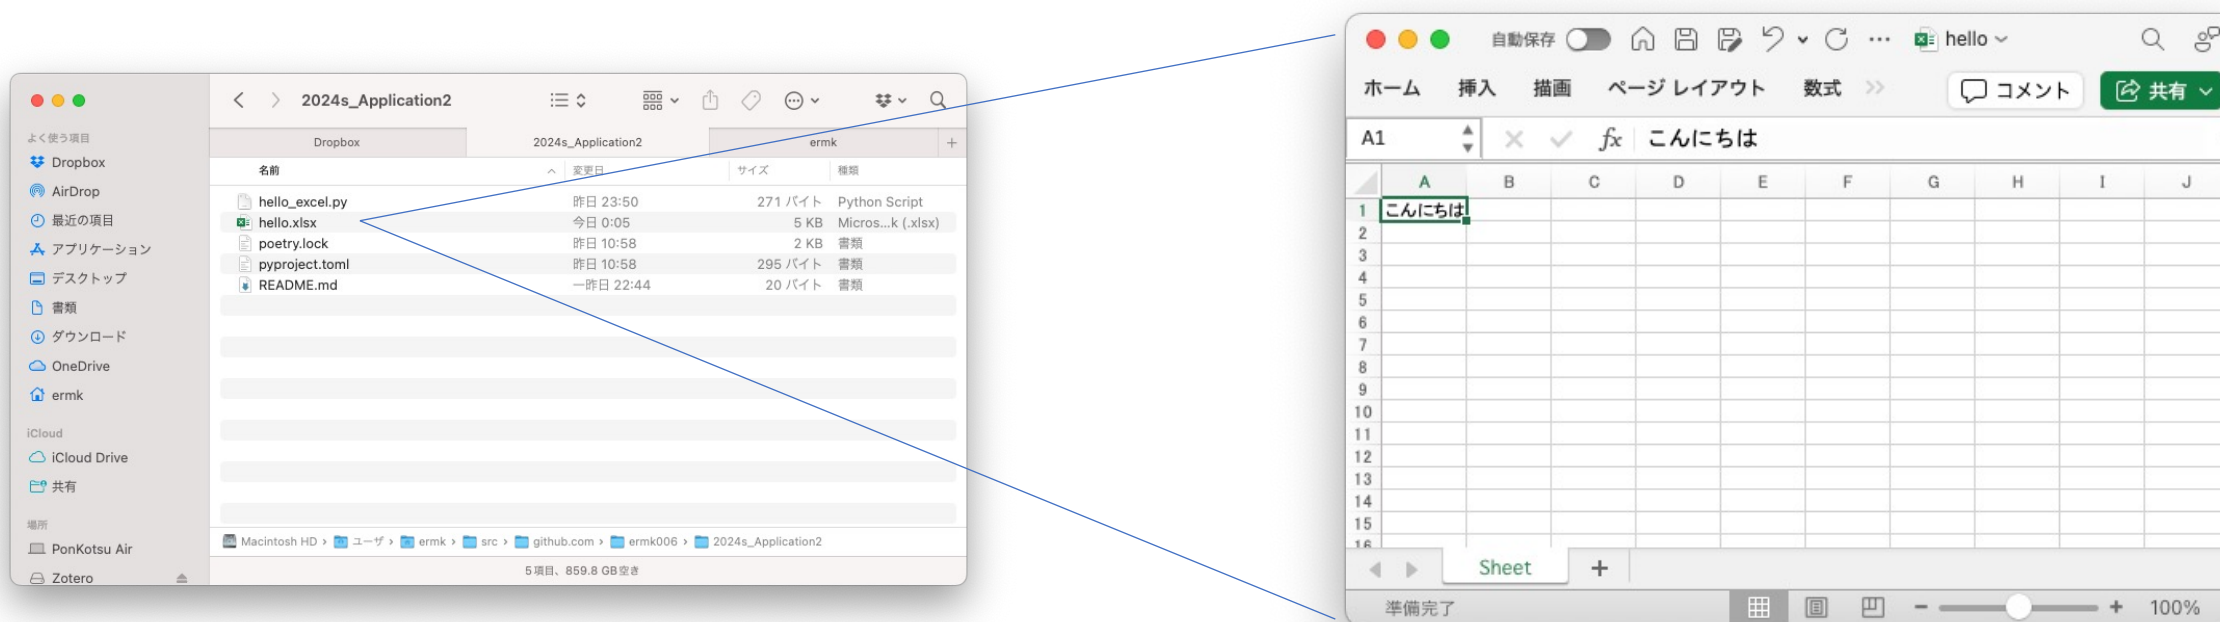 2024s_Application2
Dropbox
2024s_Application2
ermk
よく使う項目
Dropbox
AirDrop
最近の項目
アプリケーション
デスクトップ
書類
ダウンロード
OneDrive
ermk
iCloud
iCloud Drive
共有
場所
PonKotsu Air
Zotero
名前 変更日 サイズ 種類
hello_excel.py 昨日 23:50 271 バイト Python Script
hello.xlsx 今日 0:05 5 KB Micros...k (.xlsx)
poetry.lock 昨日 10:58 2 KB 書類
pyproject.toml 昨日 10:58 295 バイト 書類
README.md 一昨日 22:44 20 バイト 書類
Macintosh HD › ユーザ › ermk › src › github.com › ermk006 › 2024s_Application2
5項目、859.8 GB空き
自動保存 hello
ホーム 挿入 描画 ページ レイアウト 数式 コメント 共有
A1 fx こんにちは
A B C D E F G H I J
1 こんにちは
2
3
4
5
6
7
8
9
10
11
12
13
14
15
16
Sheet +
準備完了 − + 100%